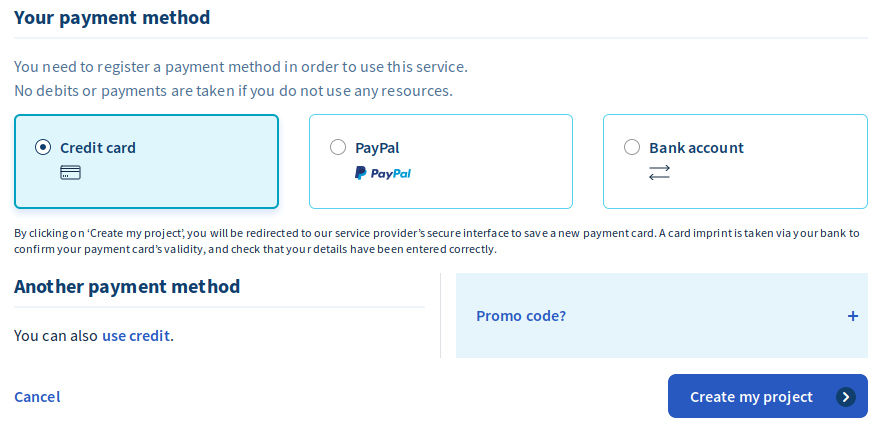 Your payment method
You need to register a payment method in order to use this service.
No debits or payments are taken if you do not use any resources.
Credit card
PayPal
PayPal
Bank account
By clicking on ‘Create my project’, you will be redirected to our service provider’s secure interface to save a new payment card. A card imprint is taken via your bank to
confirm your payment card’s validity, and check that your details have been entered correctly.
Another payment method
You can also use credit.
Promo code?
+
Cancel
Create my project